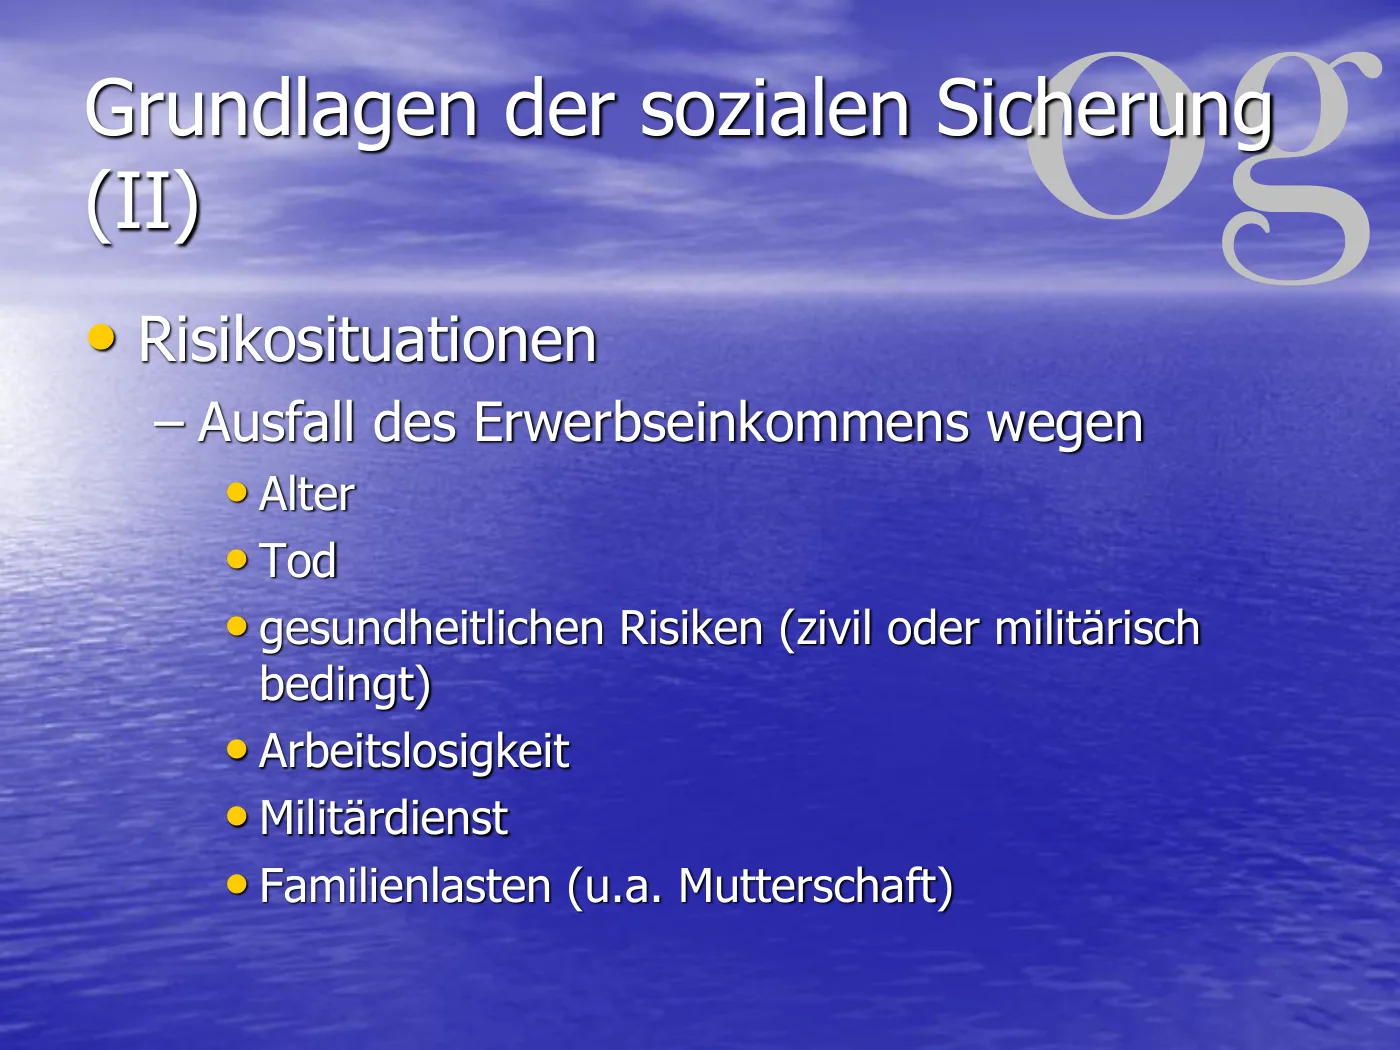 og
Grundlagen der sozialen Sicherung
(II)
• Risikosituationen
– Ausfall des Erwerbseinkommens wegen
• Alter
• Tod
• gesundheitlichen Risiken (zivil oder militärisch
bedingt)
• Arbeitslosigkeit
• Militärdienst
• Familienlasten (u.a. Mutterschaft)